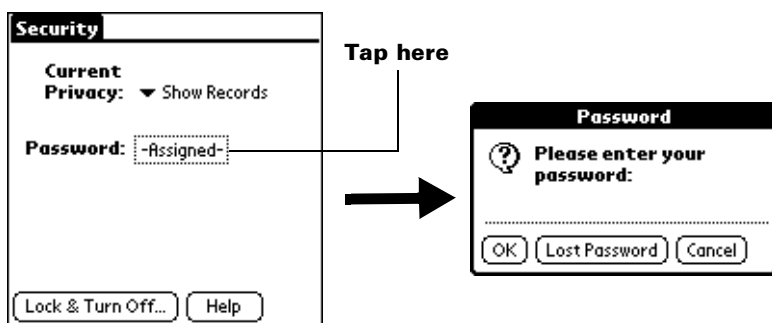 Security
Tap here
Current
Privacy: Show Records
Password: -Assigned-
Lock & Turn Off... Help
Password
Please enter your
password:
OK Lost Password Cancel